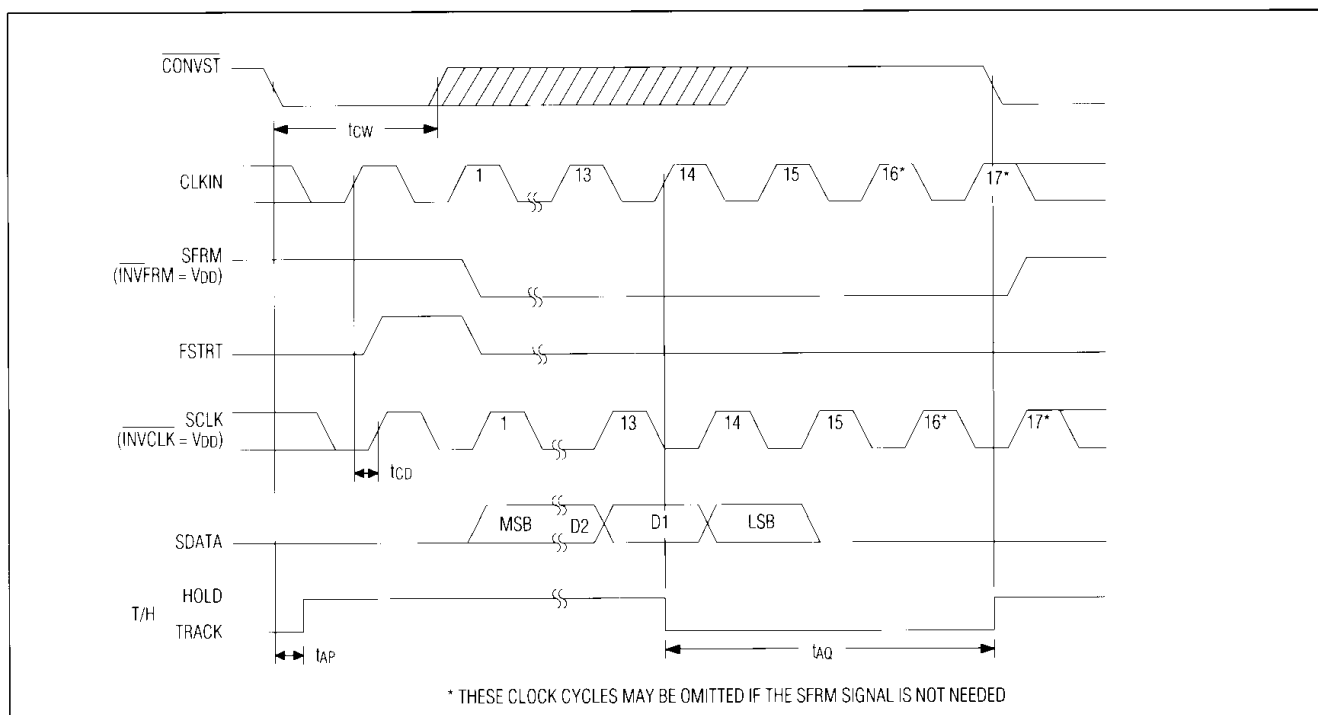 CONVST
tCW
CLKIN
1 13 14 15 16* 17*
SFRM
(INVFRM = VDD)
FSTRT
SCLK
(INVCLK = VDD)
1 13 14 15 16* 17*
tCD
MSB D2 D1 LSB
SDATA
HOLD
T/H
TRACK
tAP
tAQ
* THESE CLOCK CYCLES MAY BE OMITTED IF THE SFRM SIGNAL IS NOT NEEDED